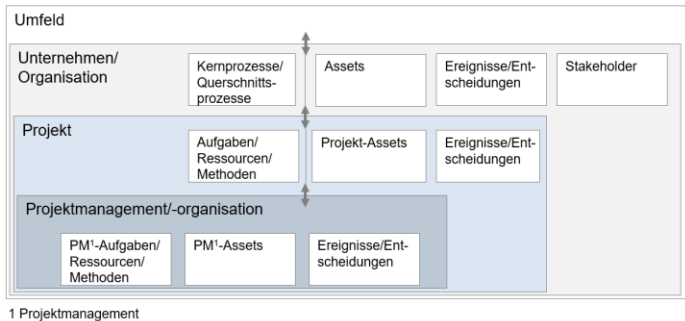 Umfeld
Unternehmen/
Organisation
Kernprozesse/
Querschnitts-
prozesse
Assets
Ereignisse/Ent-
scheidungen
Stakeholder
Projekt
Aufgaben/
Ressourcen/
Methoden
Projekt-Assets
Ereignisse/Ent-
scheidungen
Projektmanagement/-organisation
PM¹-Aufgaben/
Ressourcen/
Methoden
PM¹-Assets
Ereignisse/Ent-
scheidungen
1 Projektmanagement